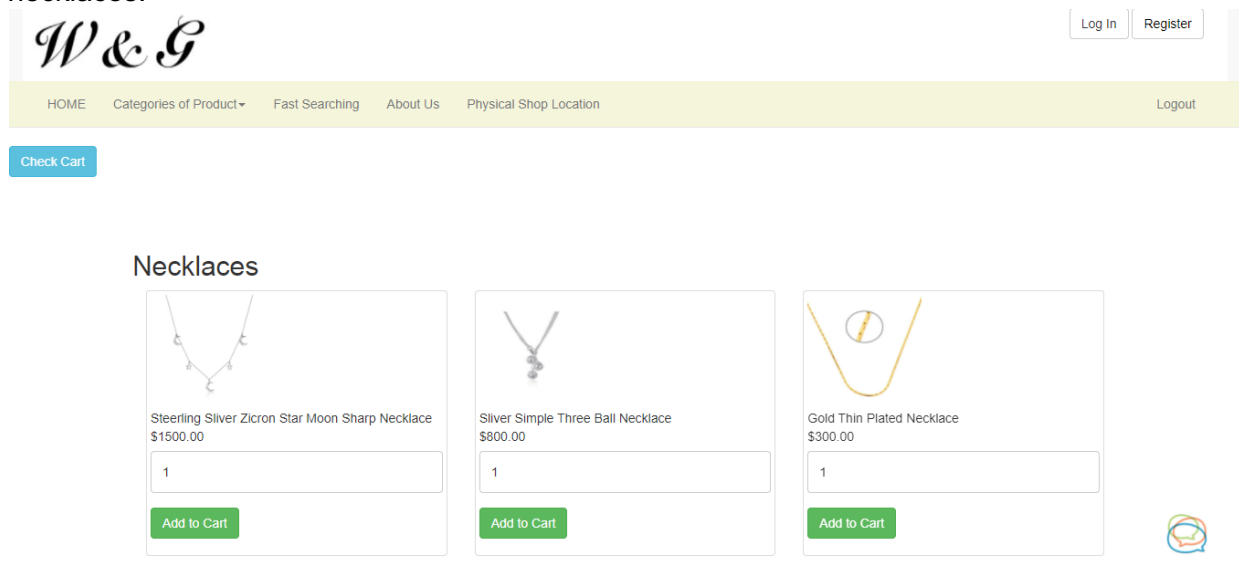 necklaces.
W & G
Log In Register
HOME Categories of Product Fast Searching About Us Physical Shop Location Logout
Check Cart
Necklaces
Steerling Sliver Zicron Star Moon Sharp Necklace
$1500.00
1
Add to Cart
Sliver Simple Three Ball Necklace
$800.00
1
Add to Cart
Gold Thin Plated Necklace
$300.00
1
Add to Cart